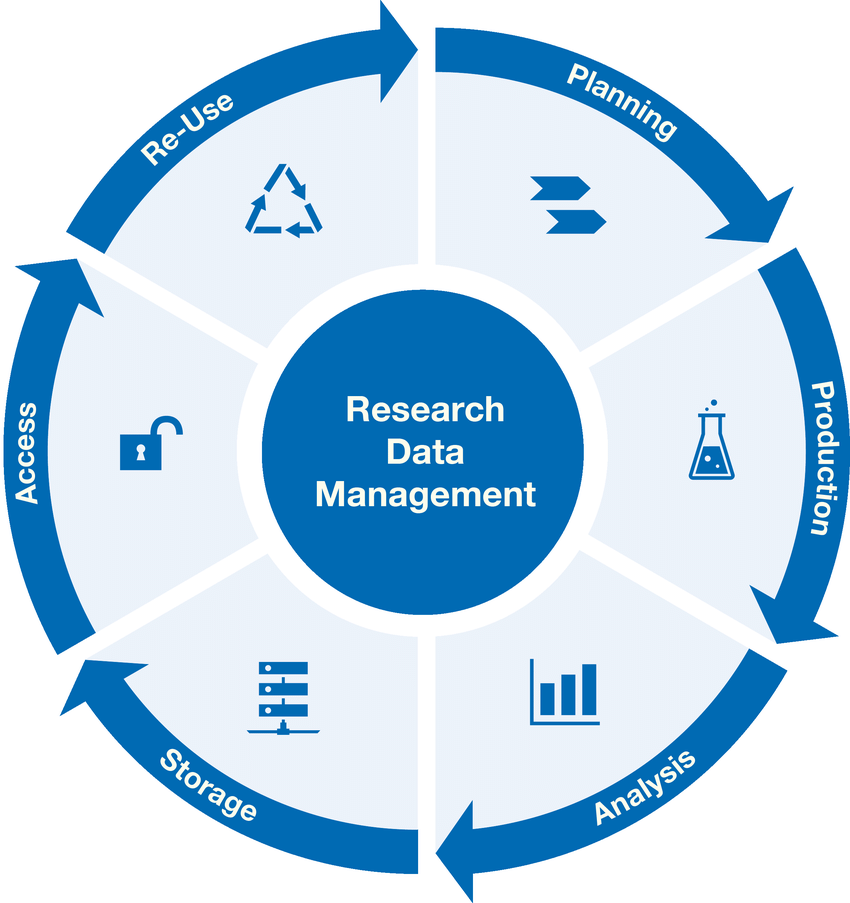 Research
Data
Management
Planning
Production
Analysis
Storage
Access
Re-Use